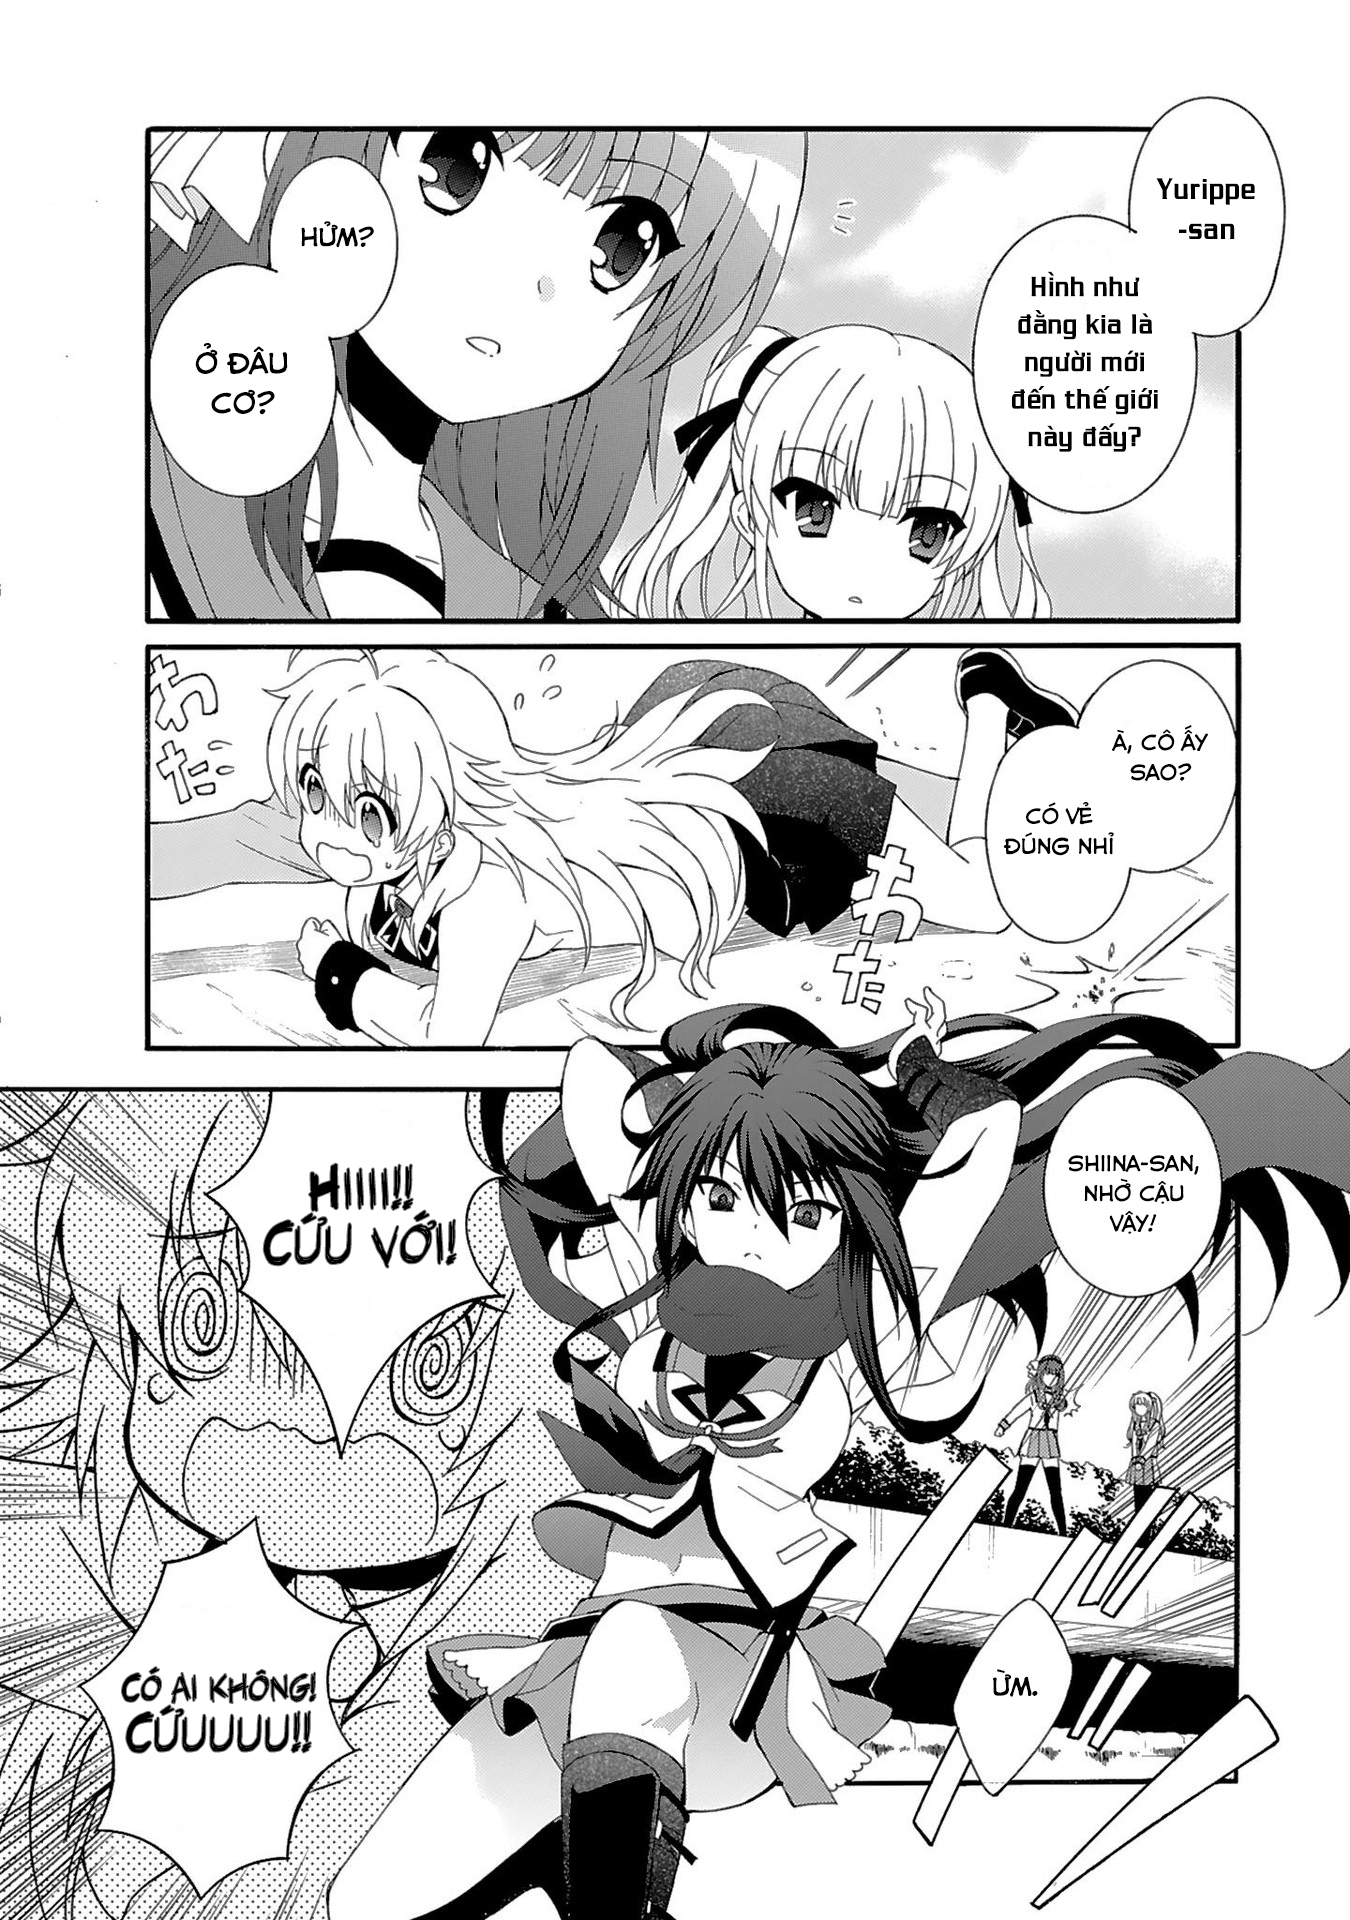 Yurippe
-san
Hình như
đằng kia là
người mới
đến thế giới
này đấy?
HỬM?
Ở ĐÂU
CƠ?
À, CÔ ẤY
SAO?
CÓ VẺ
ĐÚNG NHỈ
わた
わた
SHIINA-SAN,
NHỜ CẬU
VẬY!
HIIII!!
CỨU VỚI!
ỪM.
CÓ AI KHÔNG!
CỨUUUUU!!